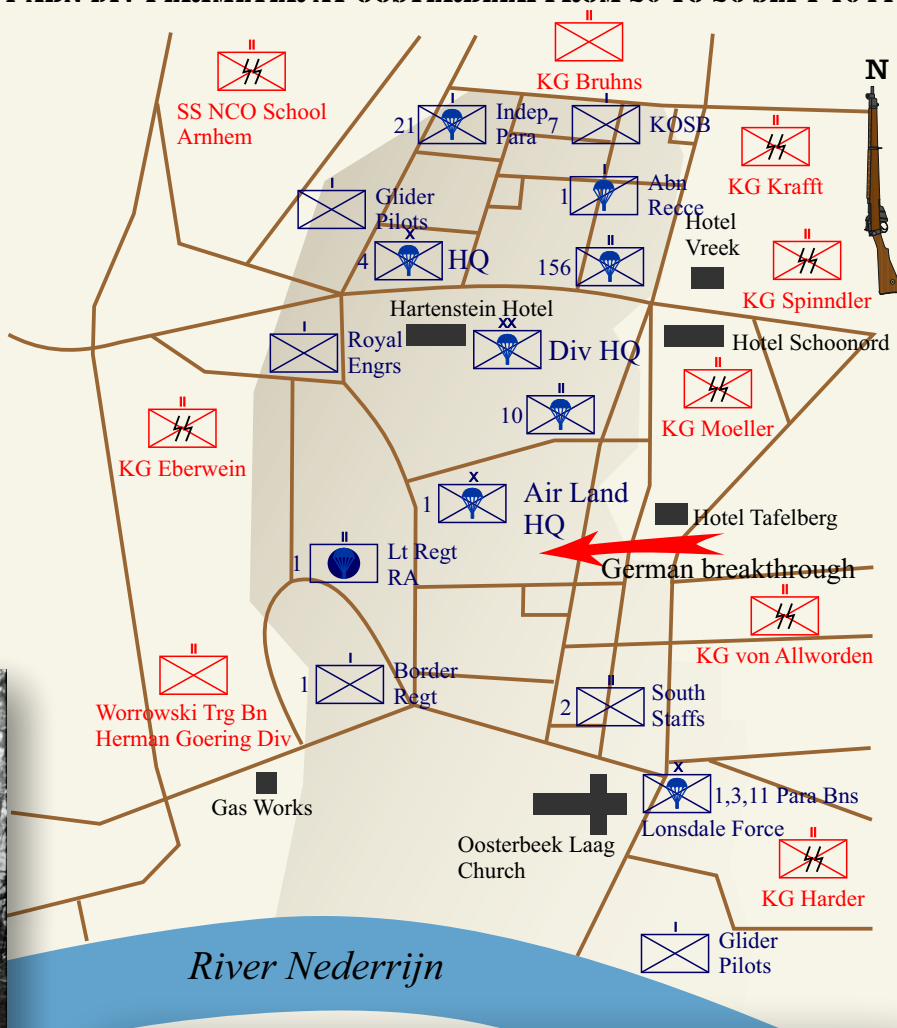 N
KG Bruhns
SS NCO School
Arnhem
21
Indep
Para
7
KOSB
KG Krafft
Glider
Pilots
1
Abn
Recce
Hotel
Vreek
4
HQ
156
KG Spinndler
Hartenstein Hotel
Royal
Engrs
Div HQ
Hotel Schoonord
10
KG Moeller
KG Eberwein
1
Air Land
HQ
Hotel Tafelberg
1
Lt Regt
RA
German breakthrough
KG von Allworden
1
Border
Regt
2
South
Staffs
Worrowski Trg Bn
Herman Goering Div
Gas Works
1,3,11 Para Bns
Lonsdale Force
Oosterbeek Laag
Church
KG Harder
Glider
Pilots
River Nederrijn